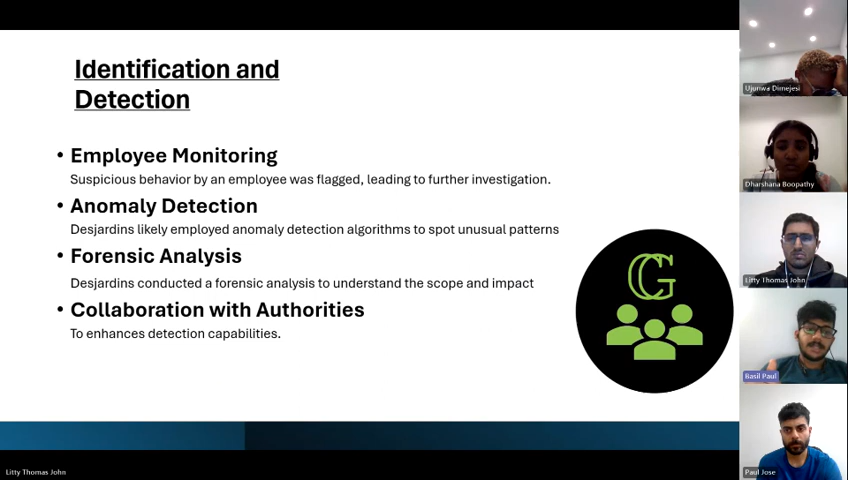 Identification and
Detection
• Employee Monitoring
Suspicious behavior by an employee was flagged, leading to further investigation.
• Anomaly Detection
Desjardins likely employed anomaly detection algorithms to spot unusual patterns
• Forensic Analysis
Desjardins conducted a forensic analysis to understand the scope and impact
• Collaboration with Authorities
To enhances detection capabilities.
CG
Ujunwa Dimejesi
Dharshana Boopathy
Litty Thomas John
Basil Paul
Paul Jose
Litty Thomas John